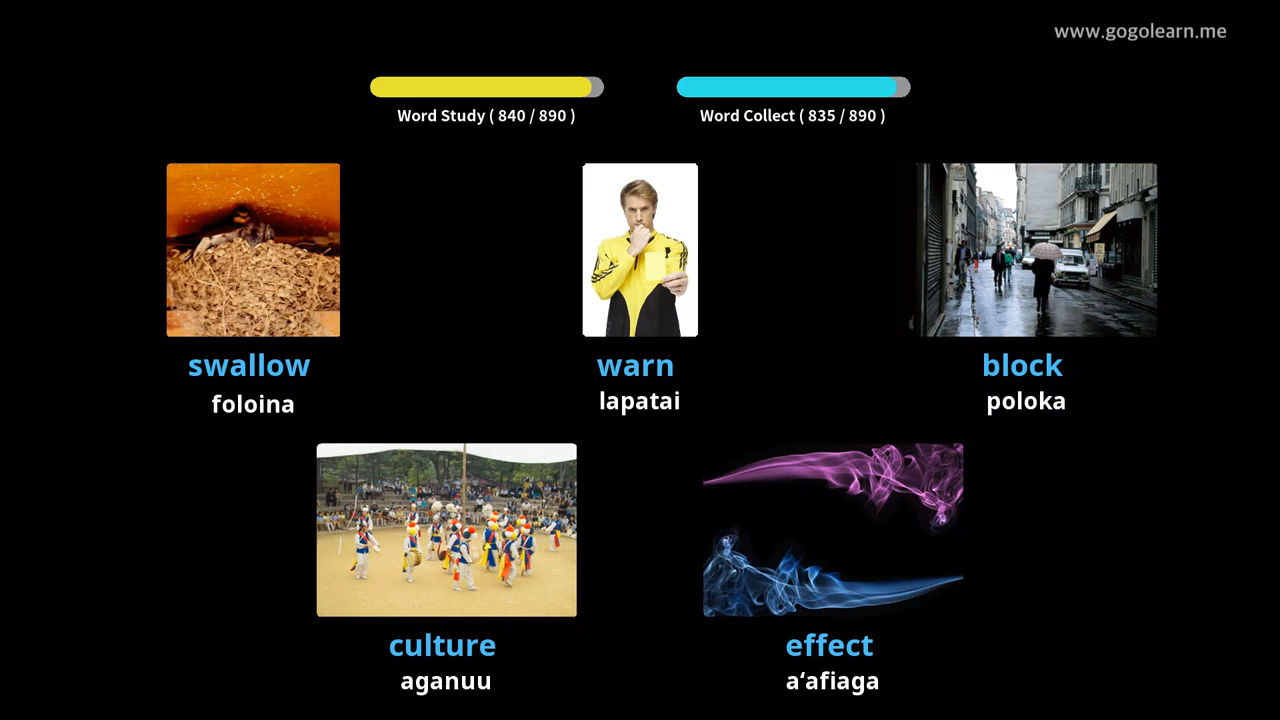 www.gogolearn.me
Word Study ( 840 / 890 )
Word Collect ( 835 / 890 )
swallow
foloina
warn
lapatai
block
poloka
culture
aganuu
effect
a‘afiaga